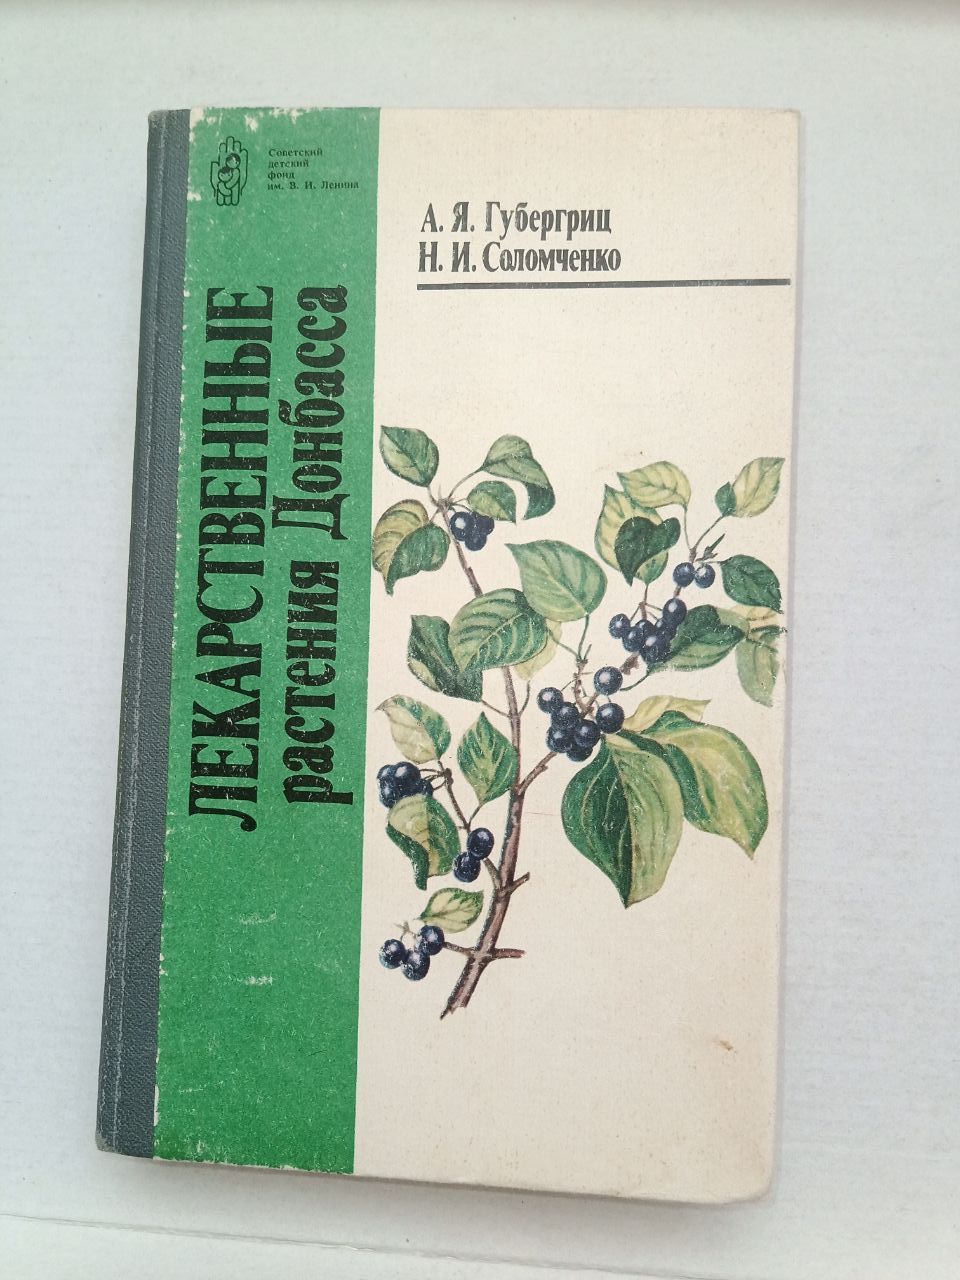 Советский
детский
фонд
им. В. И. Ленина
А. Я. Губергриц
Н. И. Соломченко
ЛЕКАРСТВЕННЫЕ
растения Донбасса